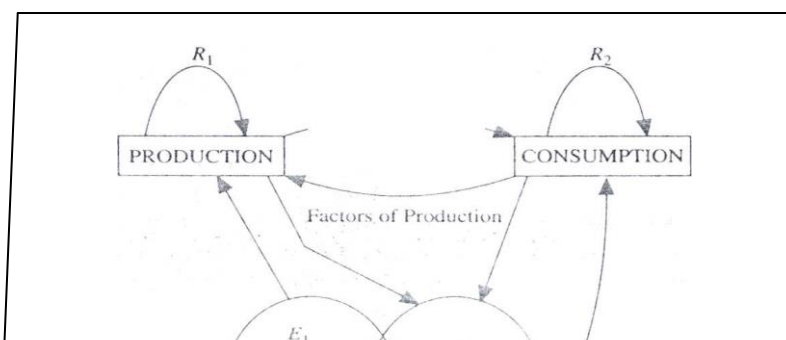 R1
R2
PRODUCTION
CONSUMPTION
Factors of Production
E1